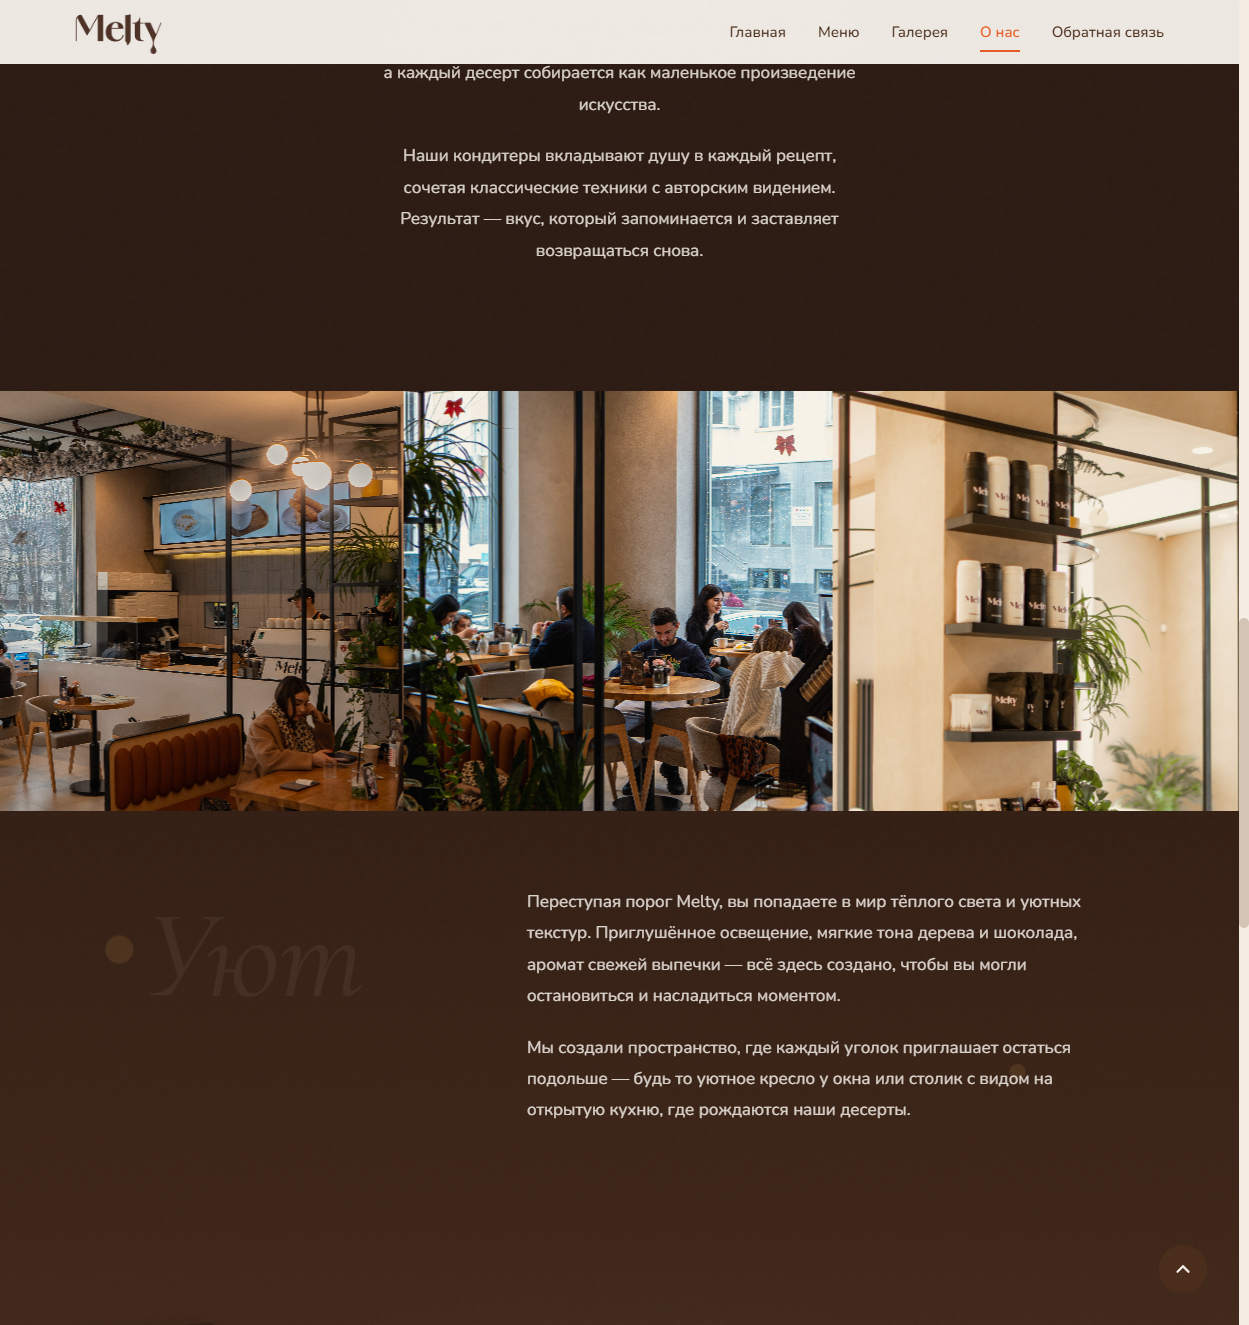 Melty
Главная Меню Галерея О нас Обратная связь
а каждый десерт собирается как маленькое произведение
искусства.
Наши кондитеры вкладывают душу в каждый рецепт,
сочетая классические техники с авторским видением.
Результат — вкус, который запоминается и заставляет
возвращаться снова.
Melty
Melty
Переступая порог Melty, вы попадаете в мир тёплого света и уютных
текстур. Приглушённое освещение, мягкие тона дерева и шоколада,
аромат свежей выпечки — всё здесь создано, чтобы вы могли
остановиться и насладиться моментом.
Уют
Мы создали пространство, где каждый уголок приглашает остаться
подольше — будь то уютное кресло у окна или столик с видом на
открытую кухню, где рождаются наши десерты.